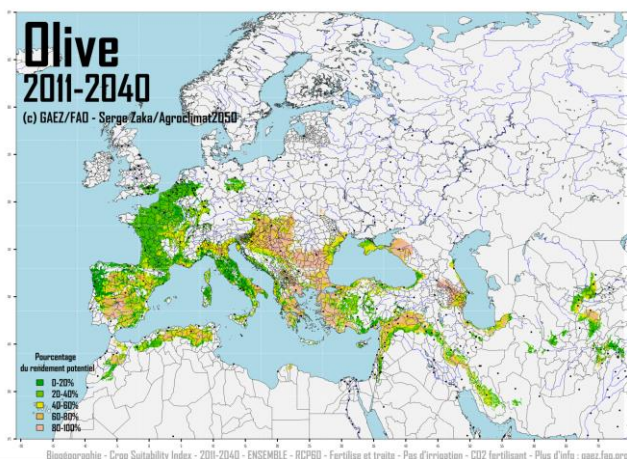 Olive
2011-2040
(c) GAEZ/FAO - Serge Zaka/Agroclimat2050
Pourcentage
du rendement potentiel
0-20%
20-40%
40-60%
60-80%
80-100%
Biogéographie - Crop Suitability Index - 2011-2040 - ENSEMBLE - RCP60 - Fertilise et traite - Pas d'irrigation - CO2 fertilisant - Plus d'info : gaez.fao.org